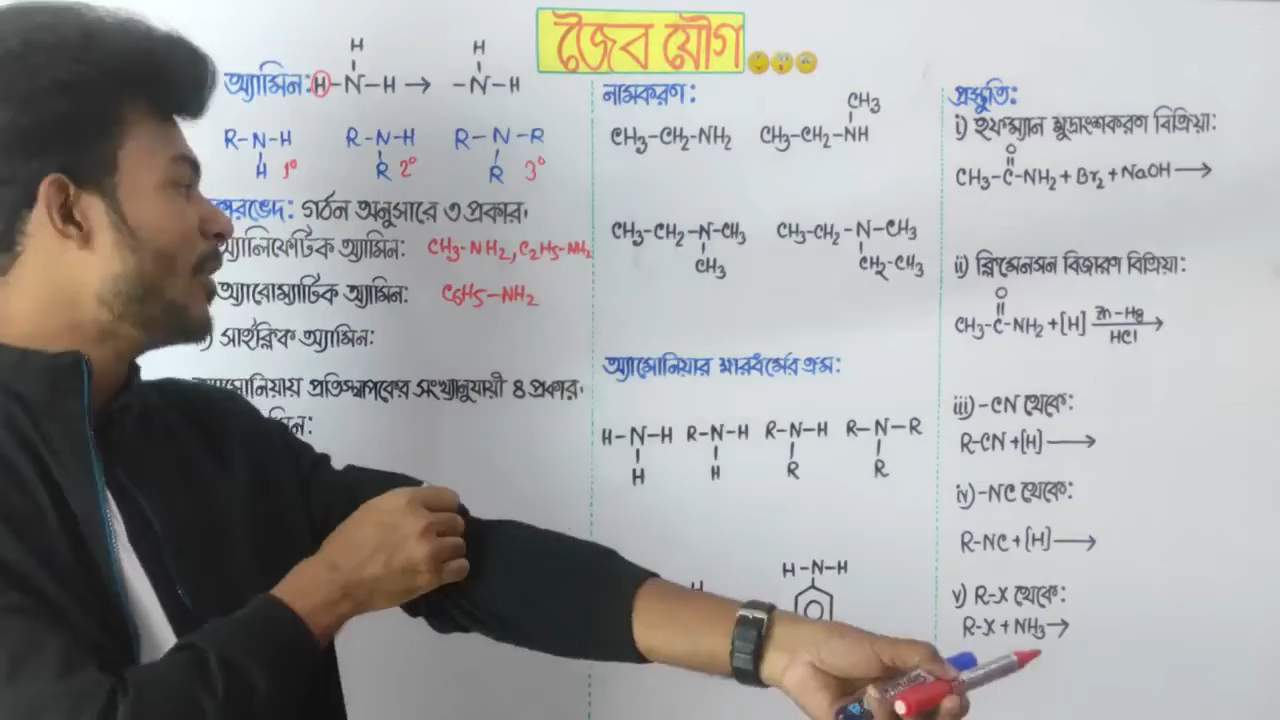 জৈব যৌগ
অ্যামিন: H-N-H → -N-H
H H
R-N-H R-N-H R-N-R
H 1° R 2° R 3°
গঠন অনুসারে ৩ প্রকার।
অ্যালিফেটিক অ্যামিন: CH3-NH2, C2H5-NH2
অ্যারোম্যাটিক অ্যামিন: C6H5-NH2
সাইক্লিক অ্যামিন:
প্রতিস্থাপকের সংখ্যানুযায়ী ৪ প্রকার।
নামকরণ:
CH3
CH3-CH2-NH2 CH3-CH2-NH
CH3-CH2-N-CH3 CH3-CH2-N-CH3
CH3 CH2-CH3
অ্যামোনিয়ার ক্ষারধর্মের ক্রম:
H-N-H R-N-H R-N-H R-N-R
H H R R
H-N-H
H
প্রস্তুতি:
i) হফম্যান ক্ষুদ্রাংশকরণ বিক্রিয়া:
O
CH3-C-NH2 + Br2 + NaOH →
ii) ক্লিমেনসন বিজারণ বিক্রিয়া:
O
CH3-C-NH2 + [H] Zn-Hg →
HCl
iii) -CN থেকে:
R-CN + [H] →
iv) -NC থেকে:
R-NC + [H] →
v) R-X থেকে:
R-X + NH3 →